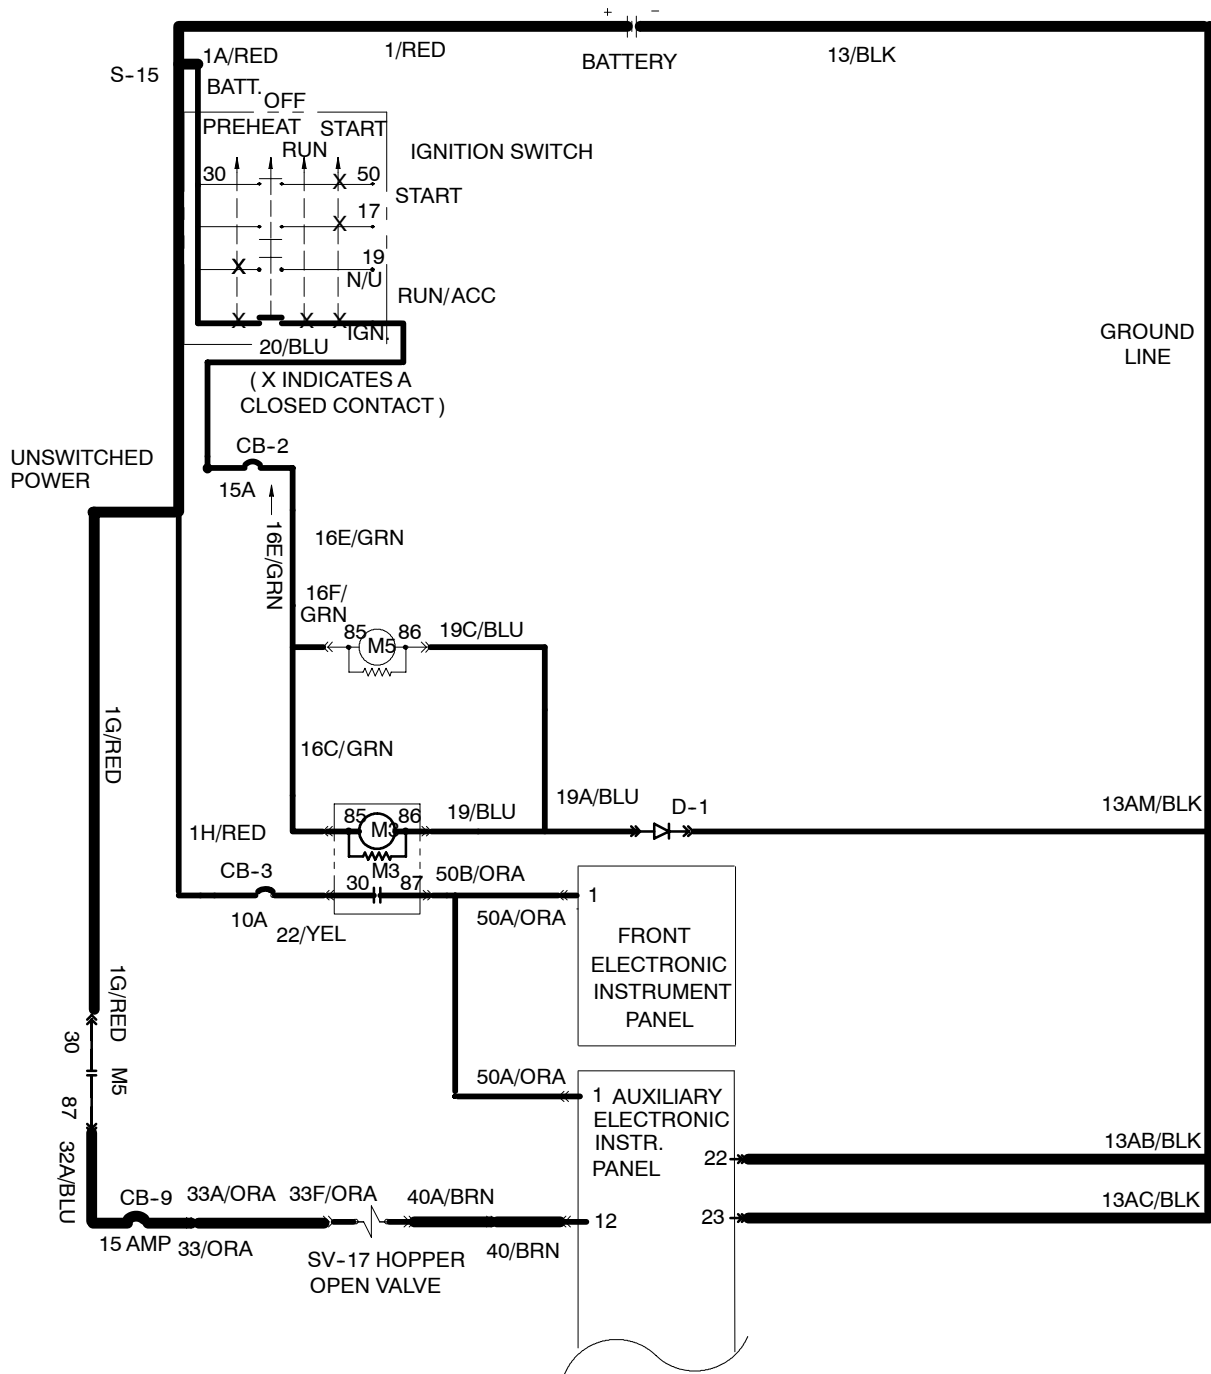 + −
1A/RED
1/RED
BATTERY
13/BLK
S-15
BATT.
OFF
PREHEAT
START
RUN
IGNITION SWITCH
30
X
50
START
17
X
X
19
N/U
RUN/ACC
X
X
X
IGN.
20/BLU
GROUND
LINE
( X INDICATES A
CLOSED CONTACT )
CB-2
UNSWITCHED
POWER
15A
16E/GRN
16E/GRN
16F/
GRN
85
M5
86
19C/BLU
1G/RED
16C/GRN
19A/BLU
D-1
13AM/BLK
1H/RED
85
M3
86
19/BLU
M3
CB-3
30
87
50B/ORA
1
10A
22/YEL
50A/ORA
FRONT
ELECTRONIC
INSTRUMENT
PANEL
1G/RED
30
M5
87
50A/ORA
1 AUXILIARY
ELECTRONIC
INSTR.
PANEL
22
13AB/BLK
32A/BLU
CB-9
33A/ORA
33F/ORA
40A/BRN
12
23
13AC/BLK
15 AMP
33/ORA
SV-17 HOPPER
OPEN VALVE
40/BRN